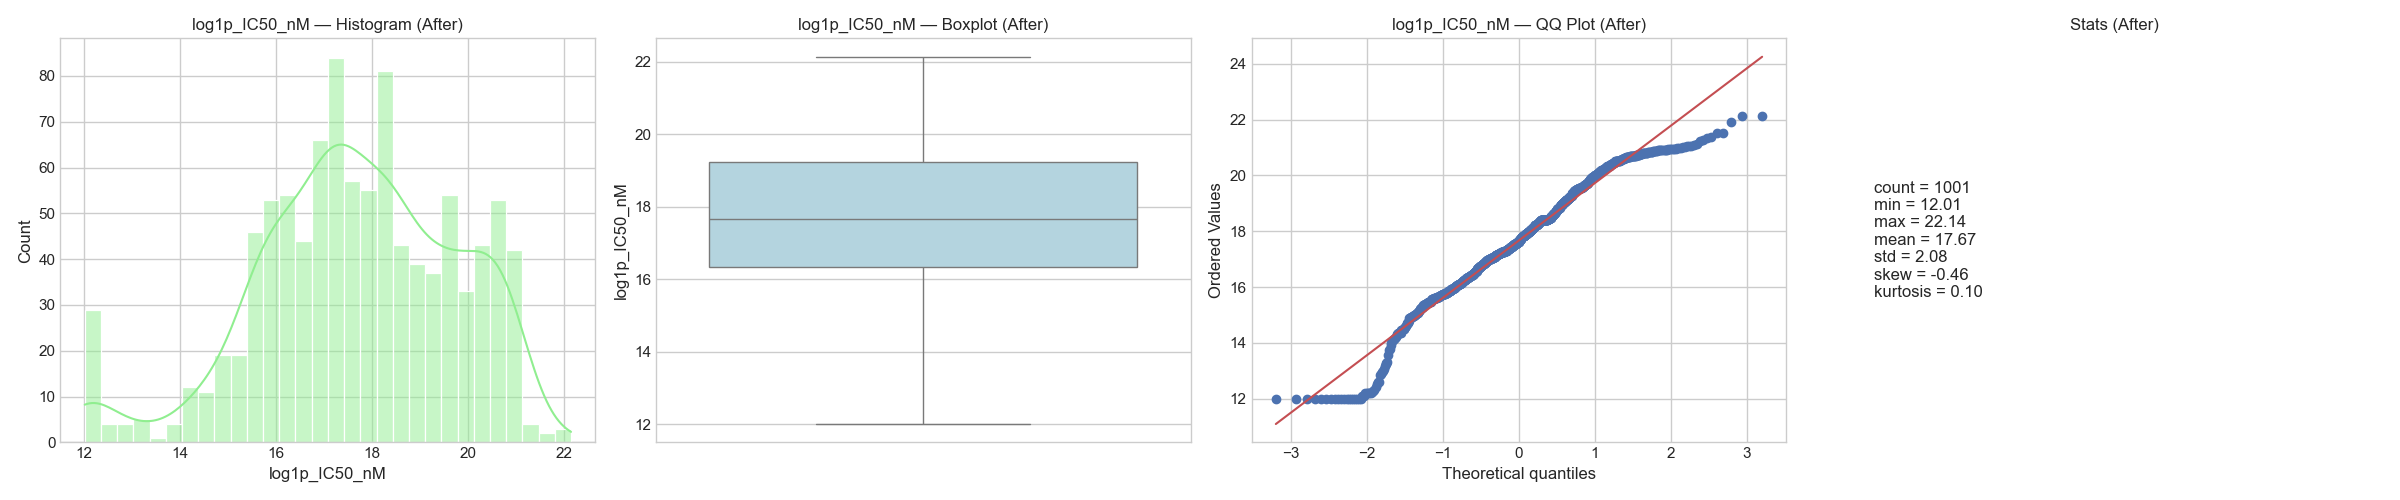 log1p_IC50_nM — Histogram (After)
80
70
60
50
40
30
20
10
0
Count
12
14
16
18
20
22
log1p_IC50_nM
log1p_IC50_nM — Boxplot (After)
22
20
18
16
14
12
log1p_IC50_nM
log1p_IC50_nM — QQ Plot (After)
24
22
20
18
16
14
12
Ordered Values
−3
−2
−1
0
1
2
3
Theoretical quantiles
Stats (After)
count = 1001
min = 12.01
max = 22.14
mean = 17.67
std = 2.08
skew = -0.46
kurtosis = 0.10